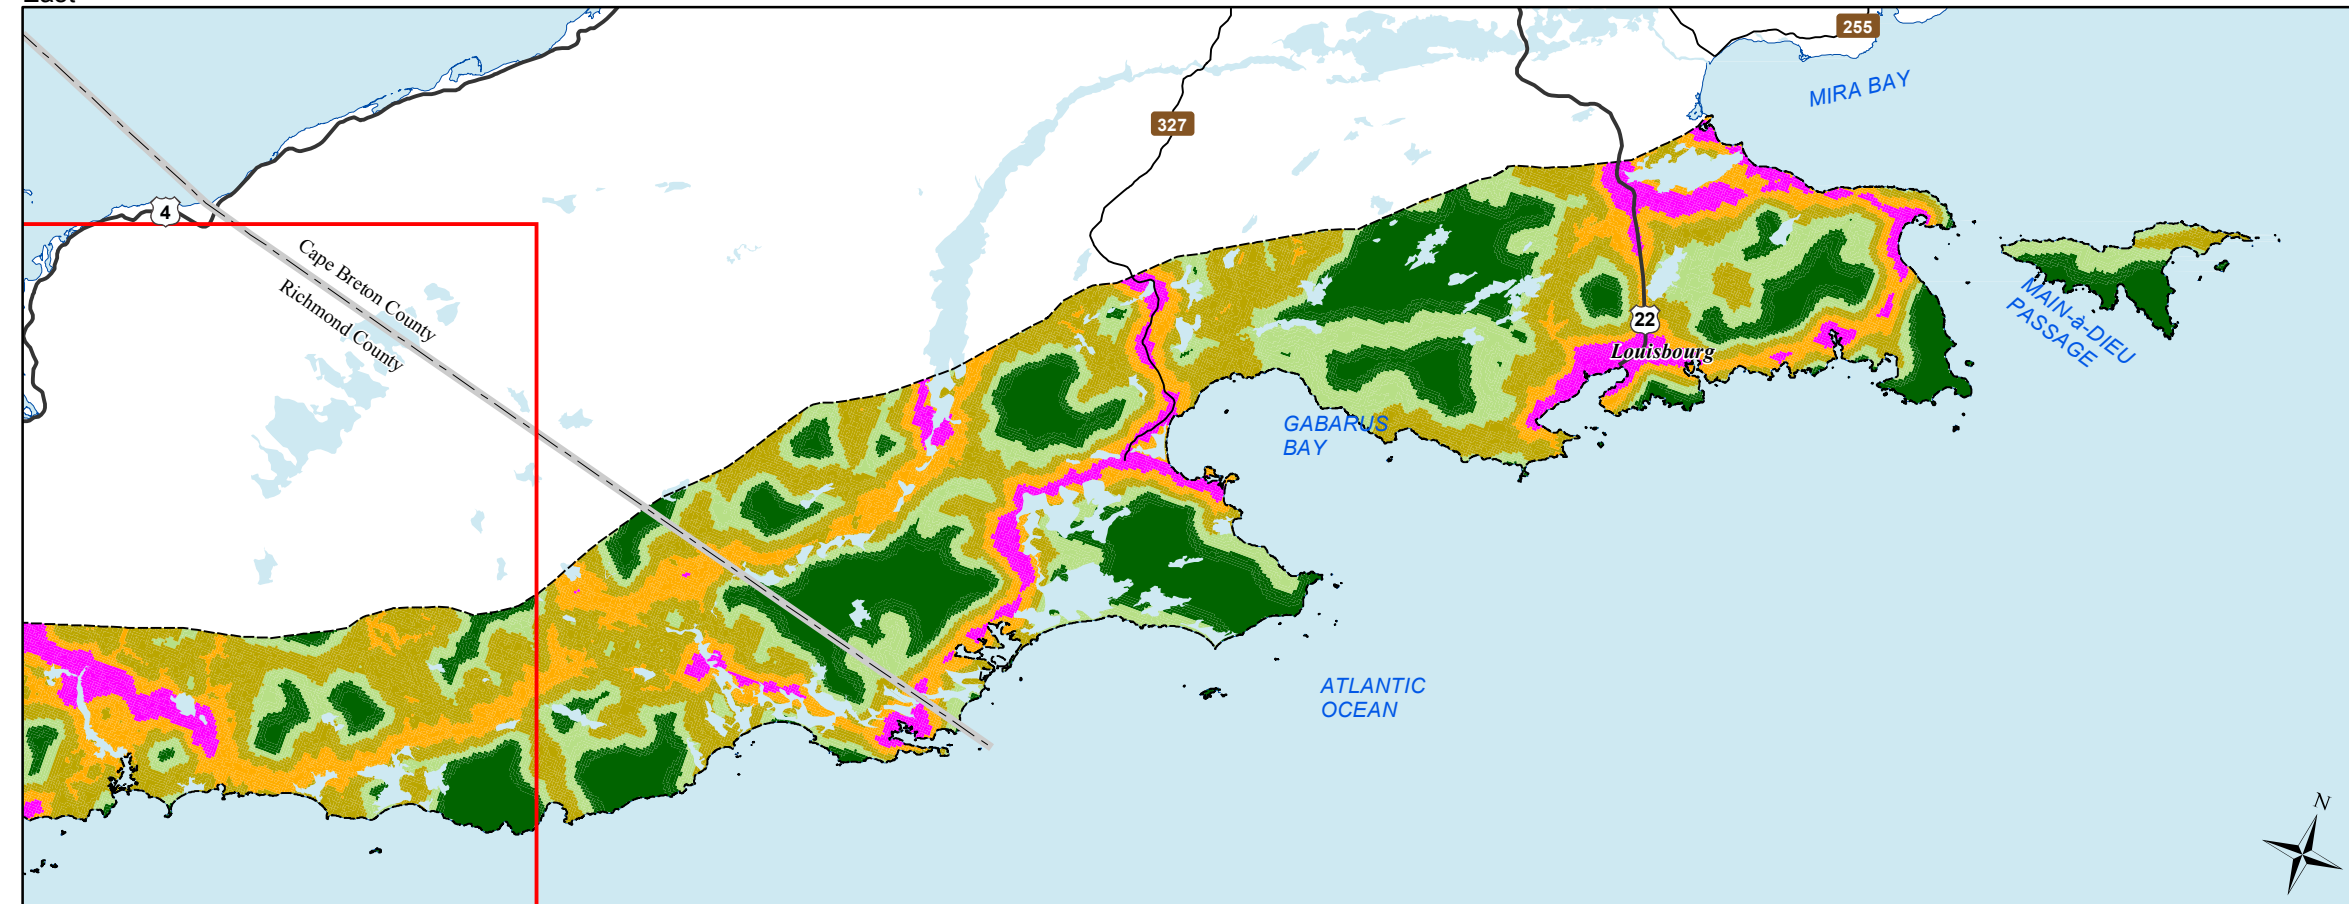 East
255
MIRA BAY
327
4
Cape Breton County
Richmond County
MAIN-à-DIEU
PASSAGE
22
Louisbourg
GABARUS
BAY
ATLANTIC
OCEAN
N